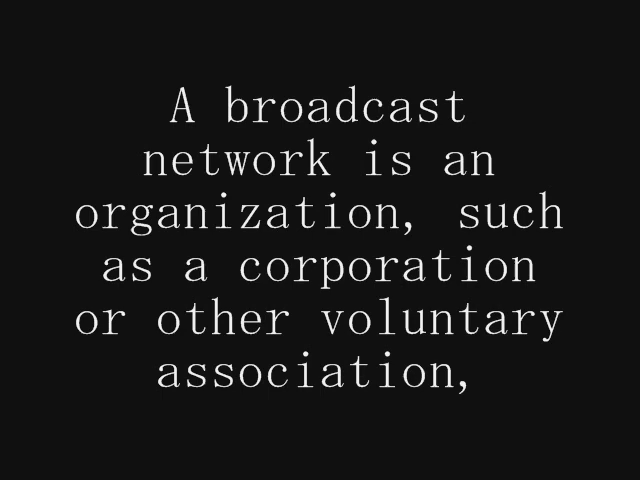 A broadcast
network is an
organization, such
as a corporation
or other voluntary
association,